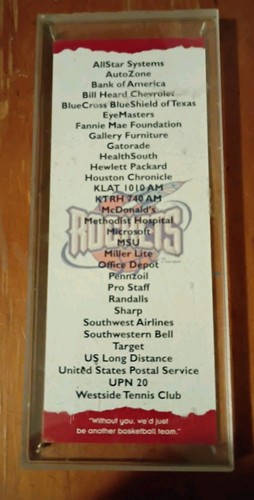 AllStar Systems
AutoZone
Bank of America
Bill Heard Chevrolet
BlueCross BlueShield of Texas
EyeMasters
Fannie Mae Foundation
Gallery Furniture
Gatorade
HealthSouth
Hewlett Packard
Houston Chronicle
KLAT 1010 AM
KTRH 740 AM
McDonald's
Methodist Hospital
Microsoft
ROCKETS
MSU
Miller Lite
Office Depot
Pennzoil
Pro Staff
Randalls
Sharp
Southwest Airlines
Southwestern Bell
Target
US Long Distance
United States Postal Service
UPN 20
Westside Tennis Club
"Without you, we'd just
be another basketball team."